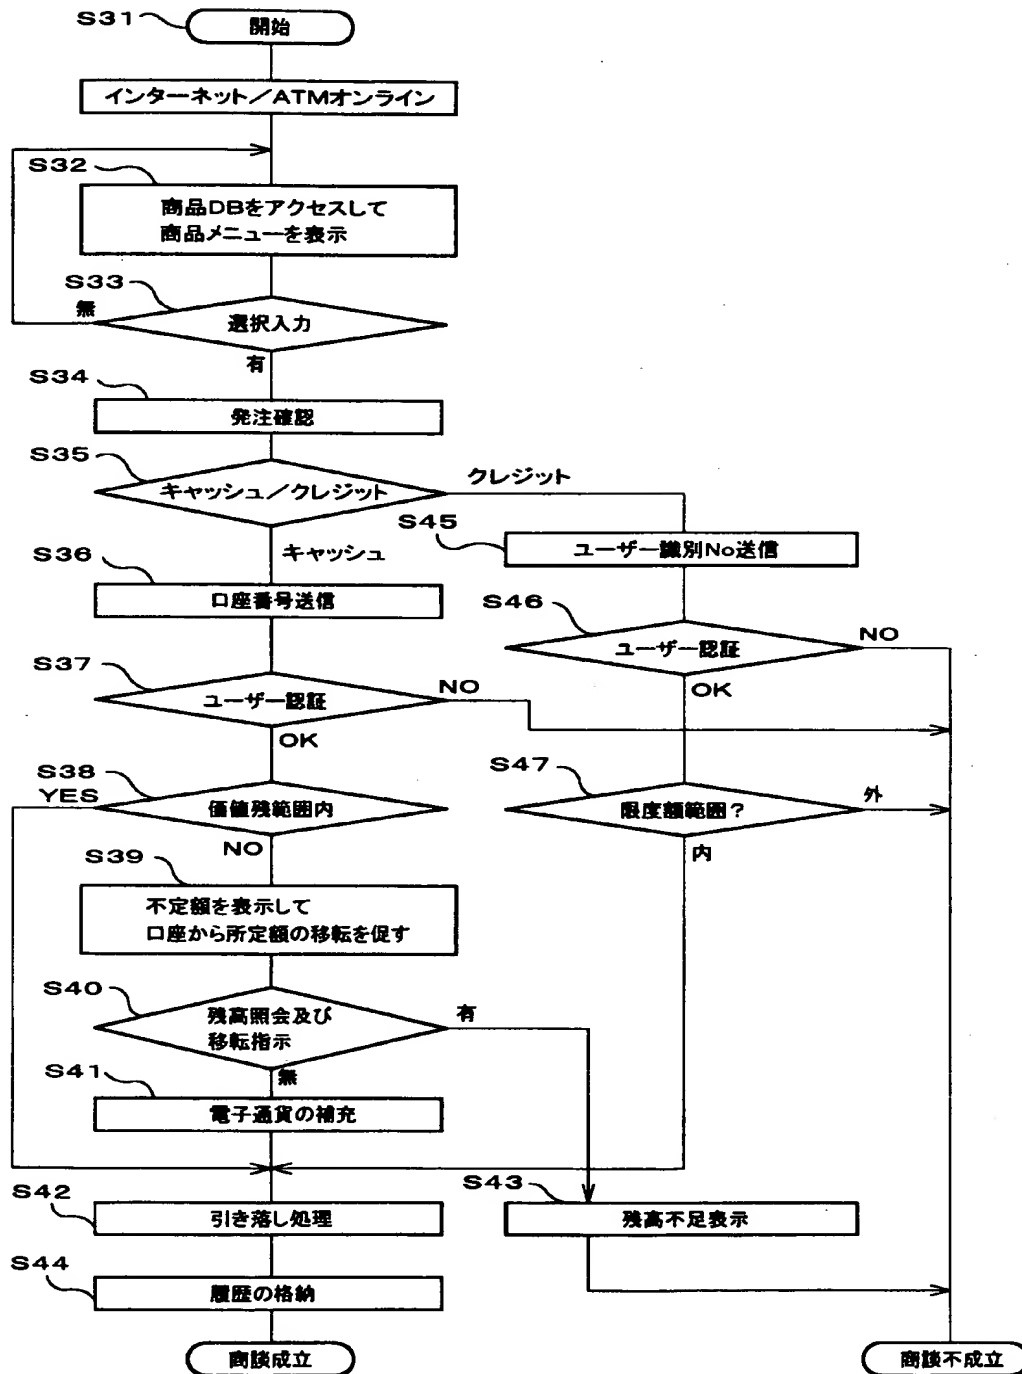 S31
開始
インターネット／ATMオンライン
S32
商品DBをアクセスして
商品メニューを表示
S33
無
選択入力
有
S34
発注確認
S35
キャッシュ／クレジット
クレジット
キャッシュ
S45
ユーザー識別No送信
S36
口座番号送信
S46
ユーザー認証
NO
OK
S37
ユーザー認証
NO
OK
S38
YES
価値残範囲内
NO
S47
限度額範囲？
外
内
S39
不定額を表示して
口座から所定額の移転を促す
S40
残高照会及び
移転指示
有
無
S41
電子通貨の補充
S42
引き落し処理
S43
残高不足表示
S44
履歴の格納
商談成立
商談不成立